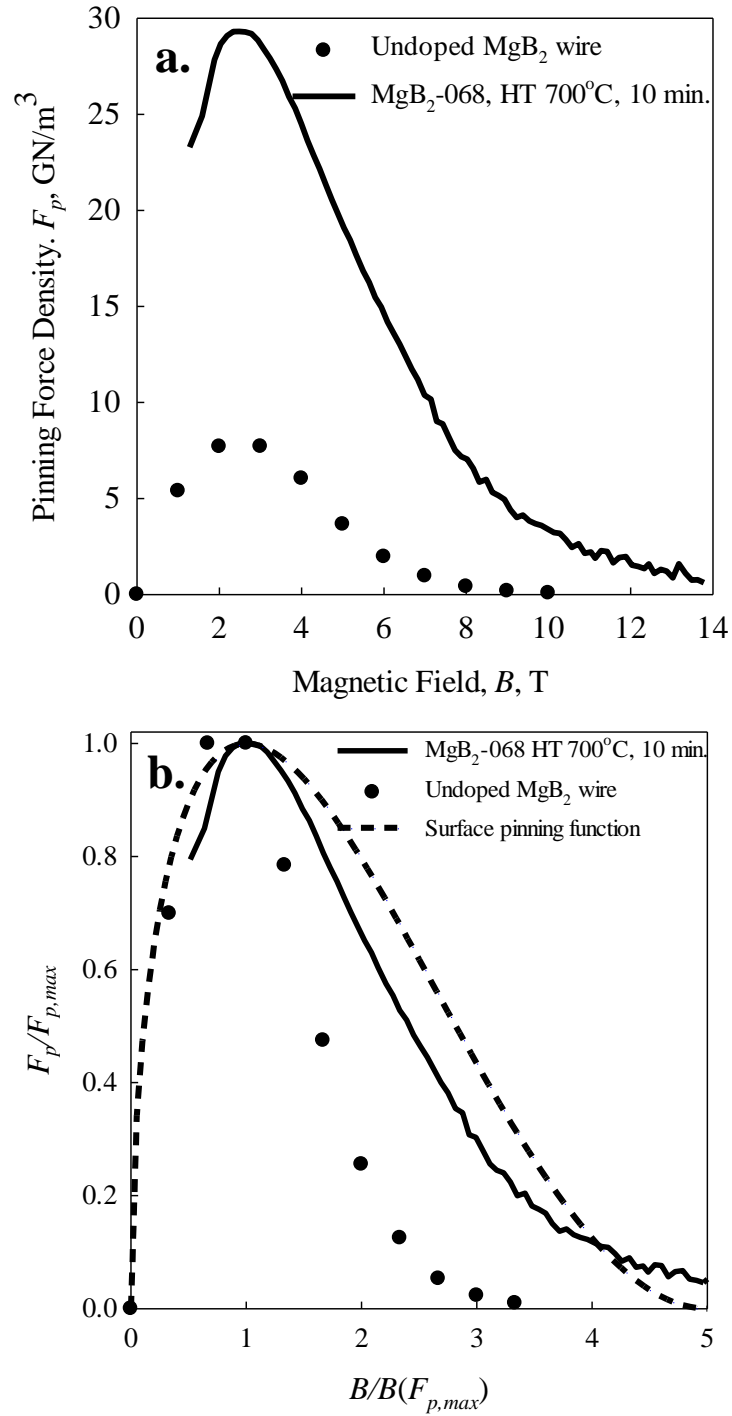 a.
Undoped MgB₂ wire
MgB₂-068, HT 700°C, 10 min.
30
25
20
15
10
5
0
Pinning Force Density. Fₚ, GN/m³
0 2 4 6 8 10 12 14
Magnetic Field, B, T
b.
MgB₂-068 HT 700°C, 10 min.
Undoped MgB₂ wire
Surface pinning function
1.0
0.8
0.6
0.4
0.2
0.0
Fₚ/Fₚ,ₘₐₓ
0 1 2 3 4 5
B/B(Fₚ,ₘₐₓ)